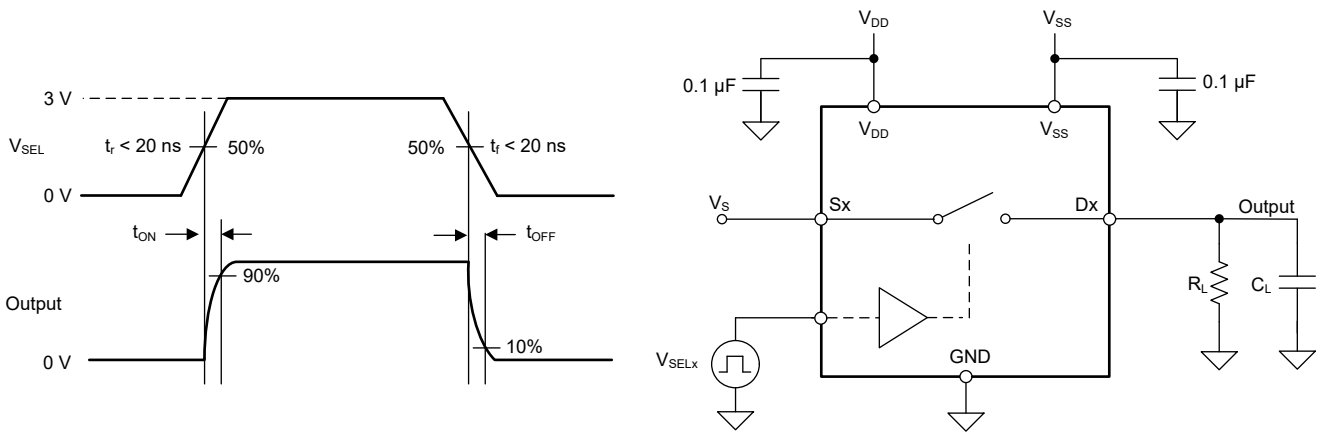 3 V
V_SEL
t_r < 20 ns
50%
50%
t_f < 20 ns
0 V
t_ON
t_OFF
90%
Output
10%
0 V
V_DD
V_SS
0.1 µF
0.1 µF
V_DD
V_SS
V_S
Sx
Dx
Output
R_L
C_L
V_SELx
GND